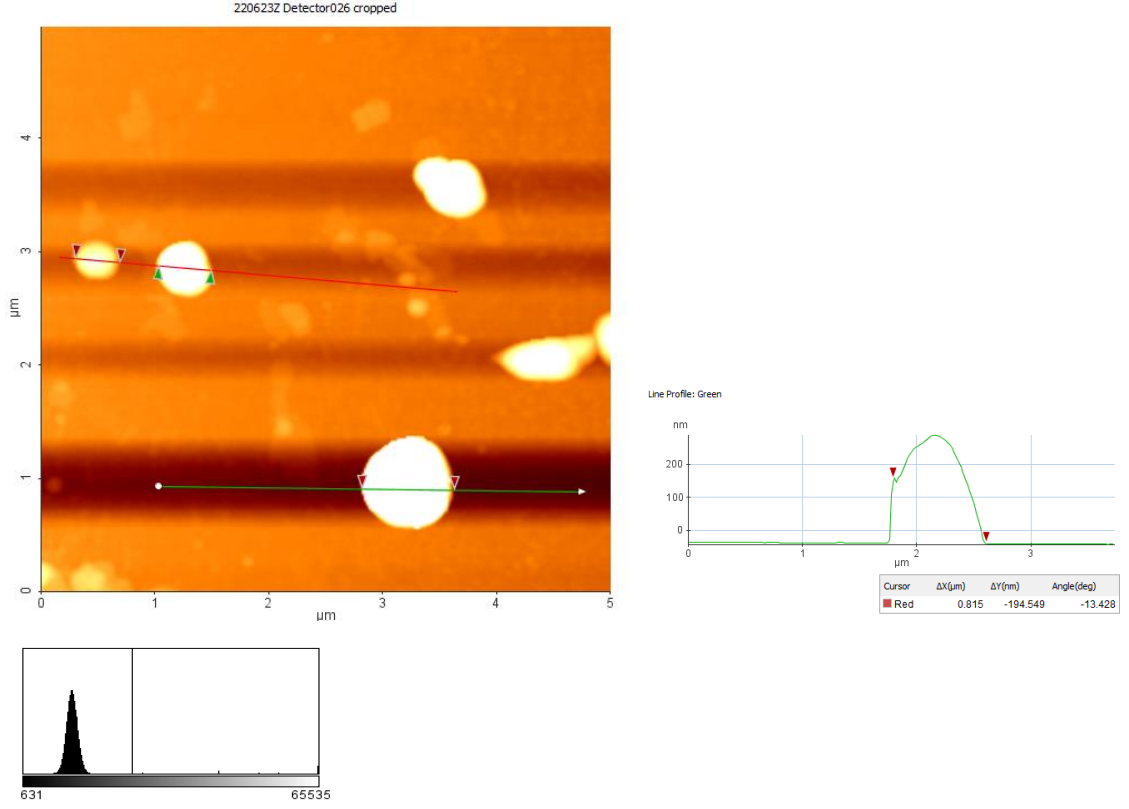 220623Z Detector026 cropped
4
3
2
1
0
µm
0 1 2 3 4 5
µm
Line Profile: Green
nm
200
100
0
0 1 2 3
µm
Cursor ΔX(µm) ΔY(nm) Angle(deg)
Red 0.815 -194.549 -13.428
631 65535